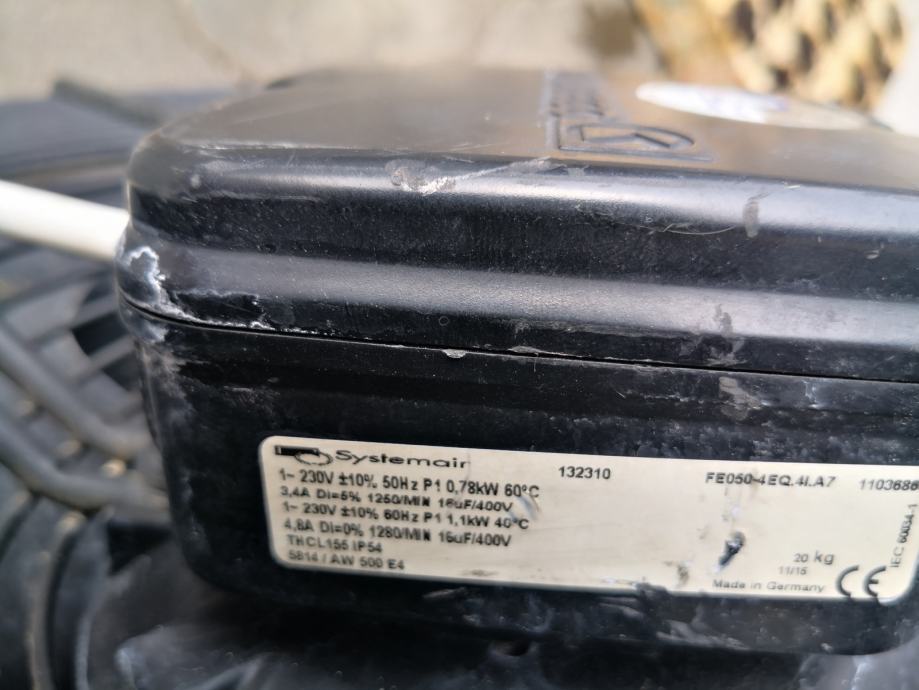 Systemair
132310
FE050-4EQ.4I.A7
1103686
1~ 230V ±10% 50Hz P1 0,78kW 60°C
3,4A DI=5% 1250/MIN 16uF/400V
1~ 230V ±10% 60Hz P1 1,1kW 40°C
4,8A DI=0% 1280/MIN 16uF/400V
THCL155 IP54
5814 / AW 500 E4
20 kg
11/15
Made in Germany
CE
IEC 60034-1